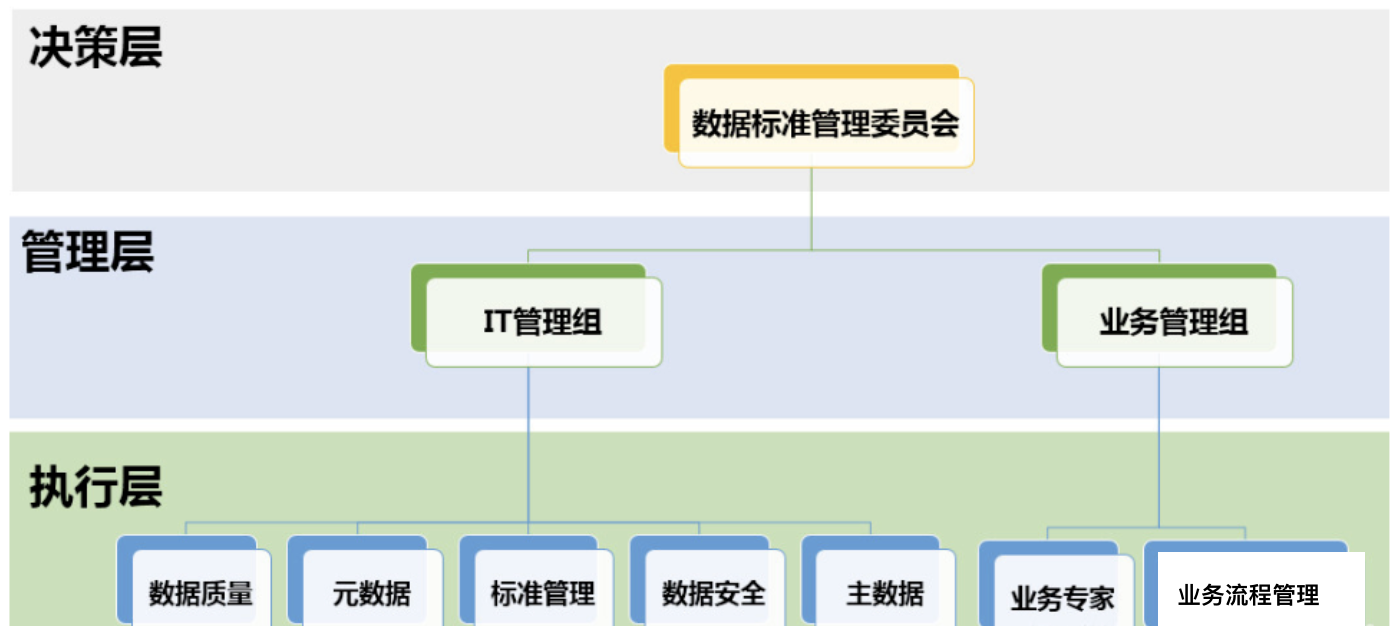 决策层
数据标准管理委员会
管理层
IT管理组
业务管理组
执行层
数据质量
元数据
标准管理
数据安全
主数据
业务专家
业务流程管理